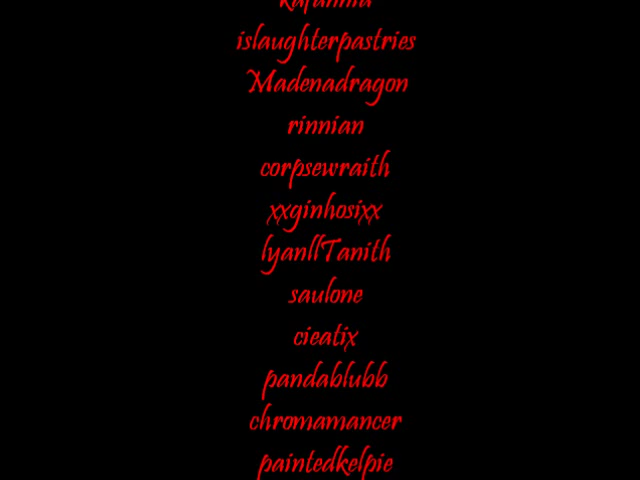 islaughterpastries
Madenadragon
rinnian
corpsewraith
xxginhosixx
lyanllTanith
saulone
cieatix
pandablubb
chromamancer
paintedkelpie